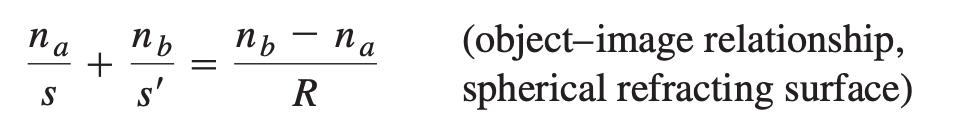 n_a/s + n_b/s′ = (n_b − n_a)/R (object–image relationship,
spherical refracting surface)